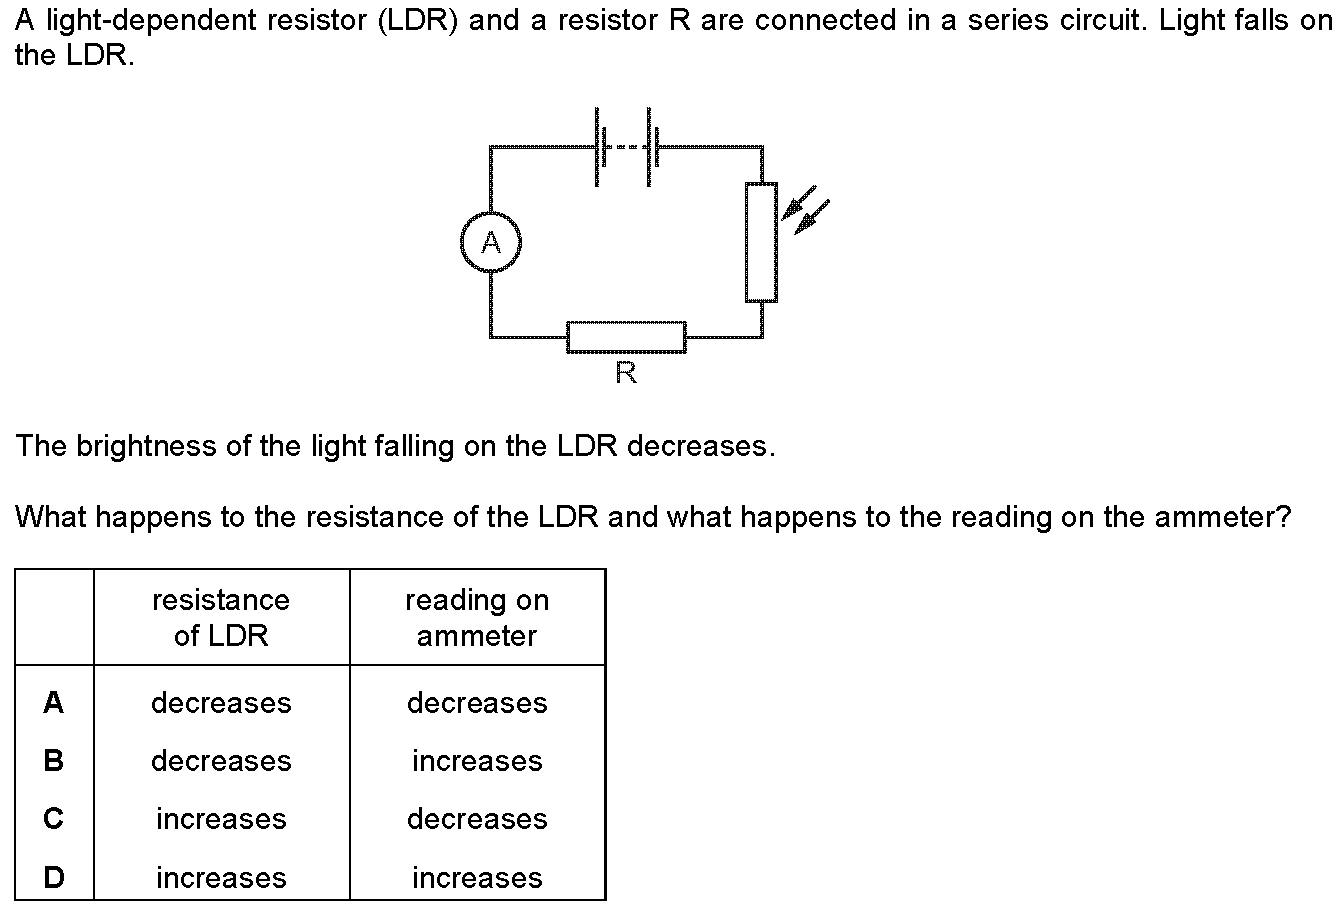 A light-dependent resistor (LDR) and a resistor R are connected in a series circuit. Light falls on
the LDR.
A
R
The brightness of the light falling on the LDR decreases.
What happens to the resistance of the LDR and what happens to the reading on the ammeter?
resistance of LDR reading on ammeter
A decreases decreases
B decreases increases
C increases decreases
D increases increases